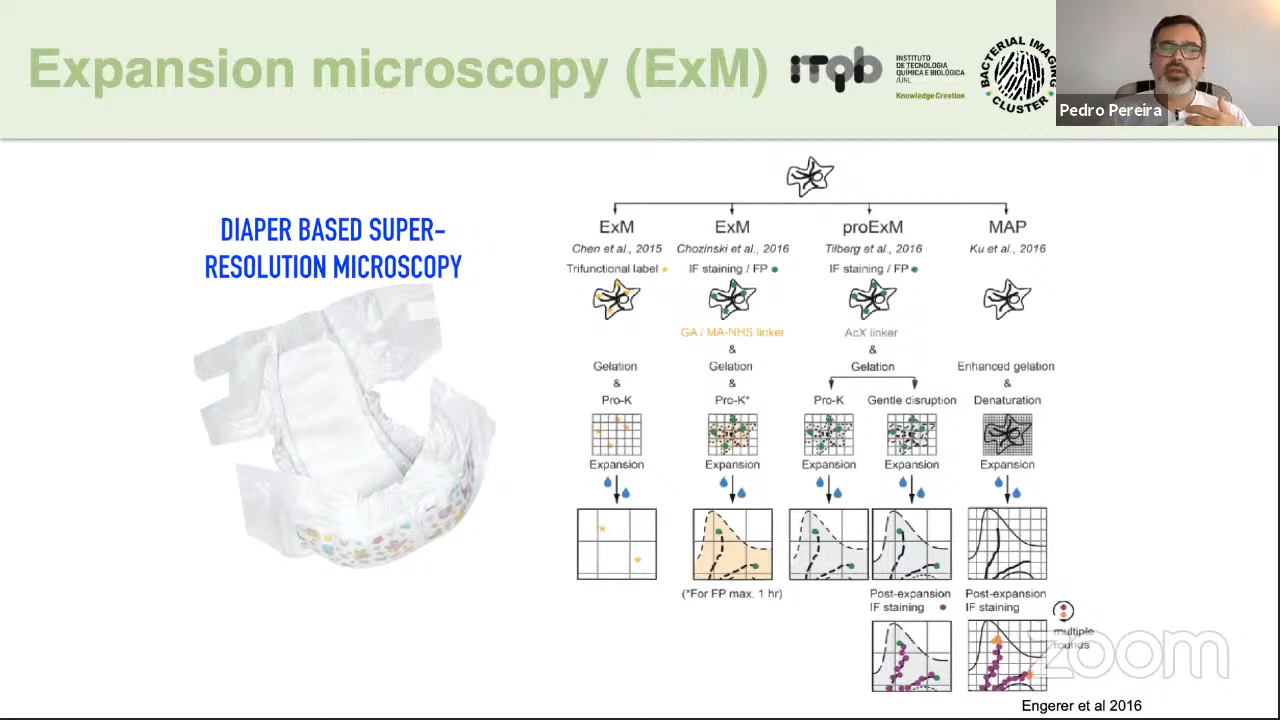 Expansion microscopy (ExM)
iTqb
INSTITUTO
DE TECNOLOGIA
QUÍMICA E BIOLÓGICA
/UNL
Knowledge Creation
BACTERIAL IMAGING
CLUSTER
Pedro Pereira
DIAPER BASED SUPER-
RESOLUTION MICROSCOPY
ExM
Chen et al., 2015
Trifunctional label
Gelation
&
Pro-K
Expansion
ExM
Chozinski et al., 2016
IF staining / FP
GA / MA-NHS linker
&
Gelation
&
Pro-K*
Expansion
(*For FP max. 1 hr)
proExM
Tilberg et al., 2016
IF staining / FP
AcX linker
&
Gelation
Pro-K
Expansion
Gentle disruption
Expansion
Post-expansion
IF staining
MAP
Ku et al., 2016
Enhanced gelation
&
Denaturation
Expansion
Post-expansion
IF staining
multiple
rounds
zoom
Engerer et al 2016